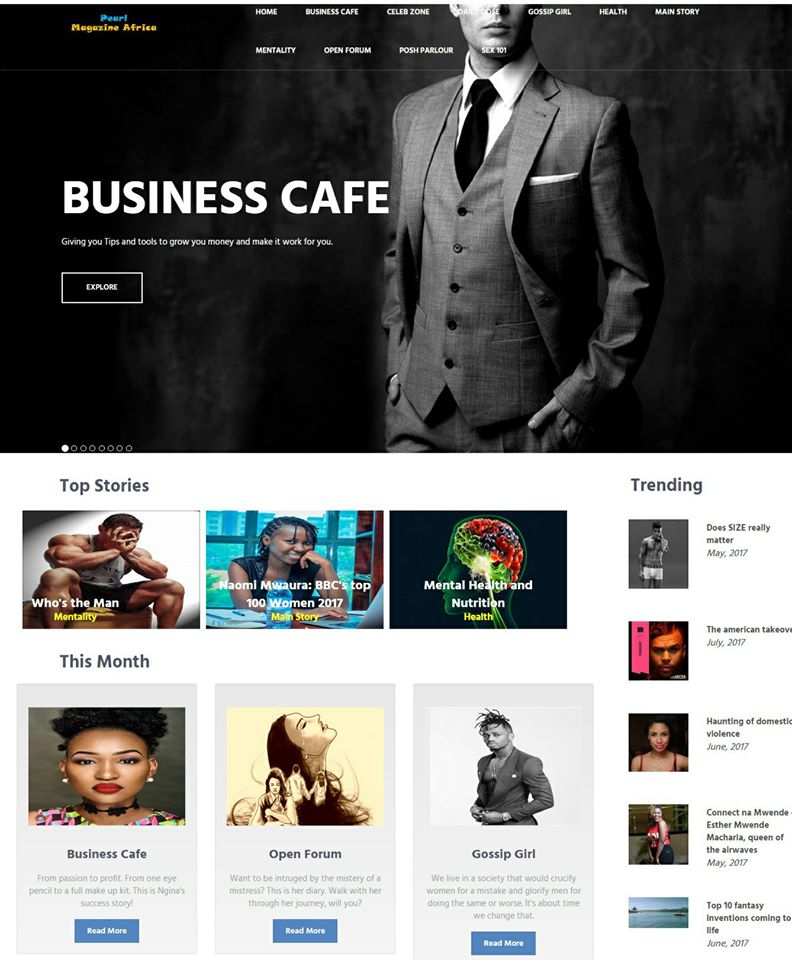 Pearl
Magazine Africa
HOME BUSINESS CAFE CELEB ZONE DAILY DOSE GOSSIP GIRL HEALTH MAIN STORY
MENTALITY OPEN FORUM POSH PARLOUR SEX 101
BUSINESS CAFE
Giving you Tips and tools to grow you money and make it work for you.
EXPLORE
Top Stories
Who's the Man
Mentality
Naomi Mwaura: BBC's top
100 Women 2017
Main Story
Mental Health and
Nutrition
Health
This Month
Business Cafe
From passion to profit. From one eye
pencil to a full make up kit. This is Ngina's
success story!
Read More
Open Forum
Want to be intruged by the mistery of a
mistress? This is her diary. Walk with her
through her journey, will you?
Read More
Gossip Girl
We live in a society that would crucify
women for a mistake and glorify men for
doing the same or worse. It's about time
we change that.
Read More
Trending
Does SIZE really
matter
May, 2017
The american takeove
July, 2017
Haunting of domestic
violence
June, 2017
Connect na Mwende -
Esther Mwende
Macharia, queen of
the airwaves
May, 2017
Top 10 fantasy
inventions coming to
life
June, 2017